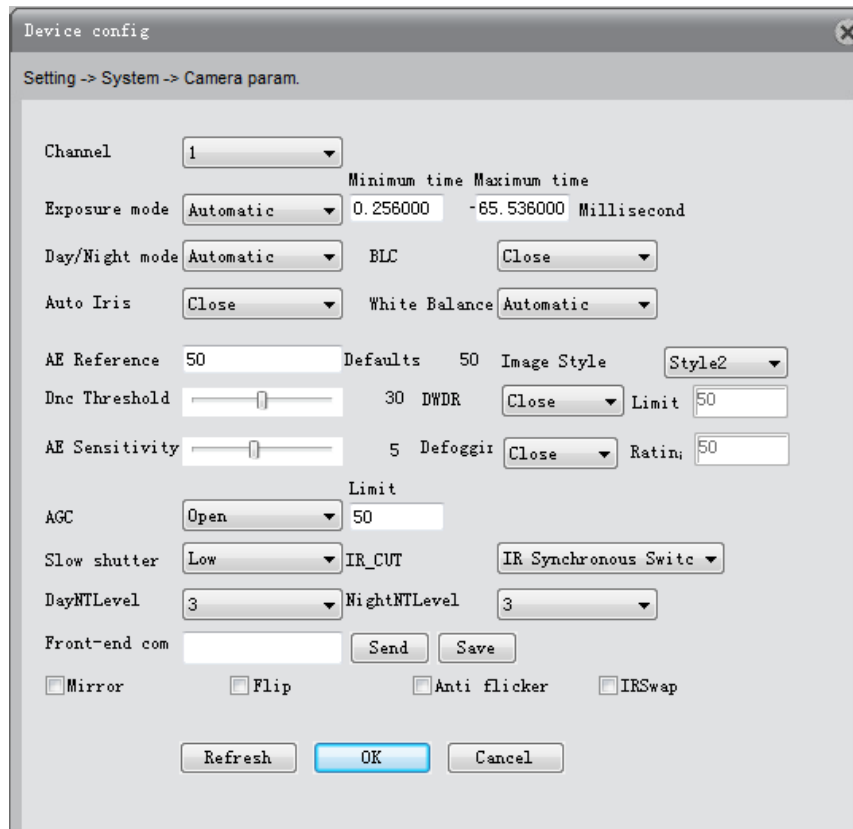 Device config
Setting -> System -> Camera param.
Channel 1
Minimum time Maximum time
Exposure mode Automatic 0.256000 -65.536000 Millisecond
Day/Night mode Automatic BLC Close
Auto Iris Close White Balance Automatic
AE Reference 50 Defaults 50 Image Style Style2
Dnc Threshold 30 DWDR Close Limit 50
AE Sensitivity 5 Defoggin Close Ratin 50
Limit
AGC Open 50
Slow shutter Low IR_CUT IR Synchronous Switc
DayNTLevel 3 NightNTLevel 3
Front-end com Send Save
Mirror Flip Anti flicker IRSwap
Refresh OK Cancel